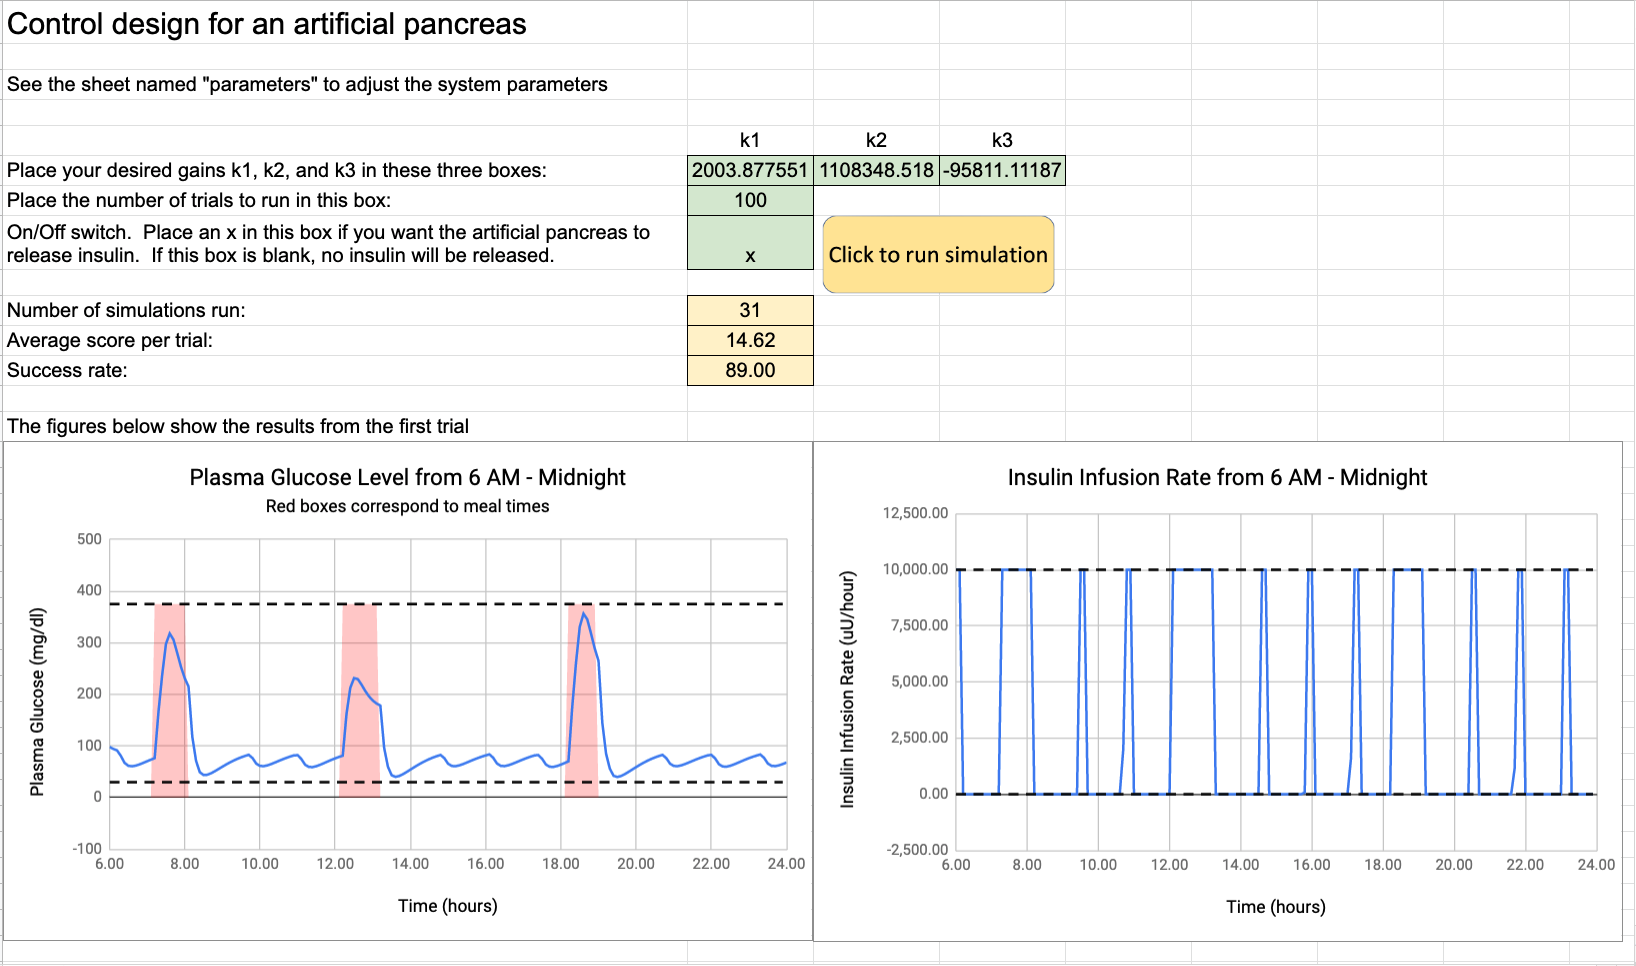 Control design for an artificial pancreas
See the sheet named "parameters" to adjust the system parameters
k1 k2 k3
Place your desired gains k1, k2, and k3 in these three boxes: 2003.877551 1108348.518 -95811.11187
Place the number of trials to run in this box: 100
On/Off switch.  Place an x in this box if you want the artificial pancreas to
release insulin.  If this box is blank, no insulin will be released. x
Click to run simulation
Number of simulations run: 31
Average score per trial: 14.62
Success rate: 89.00
The figures below show the results from the first trial
Plasma Glucose Level from 6 AM - Midnight
Red boxes correspond to meal times
Plasma Glucose (mg/dl)
500
400
300
200
100
0
-100
6.00 8.00 10.00 12.00 14.00 16.00 18.00 20.00 22.00 24.00
Time (hours)
Insulin Infusion Rate from 6 AM - Midnight
Insulin Infusion Rate (uU/hour)
12,500.00
10,000.00
7,500.00
5,000.00
2,500.00
0.00
-2,500.00
6.00 8.00 10.00 12.00 14.00 16.00 18.00 20.00 22.00 24.00
Time (hours)